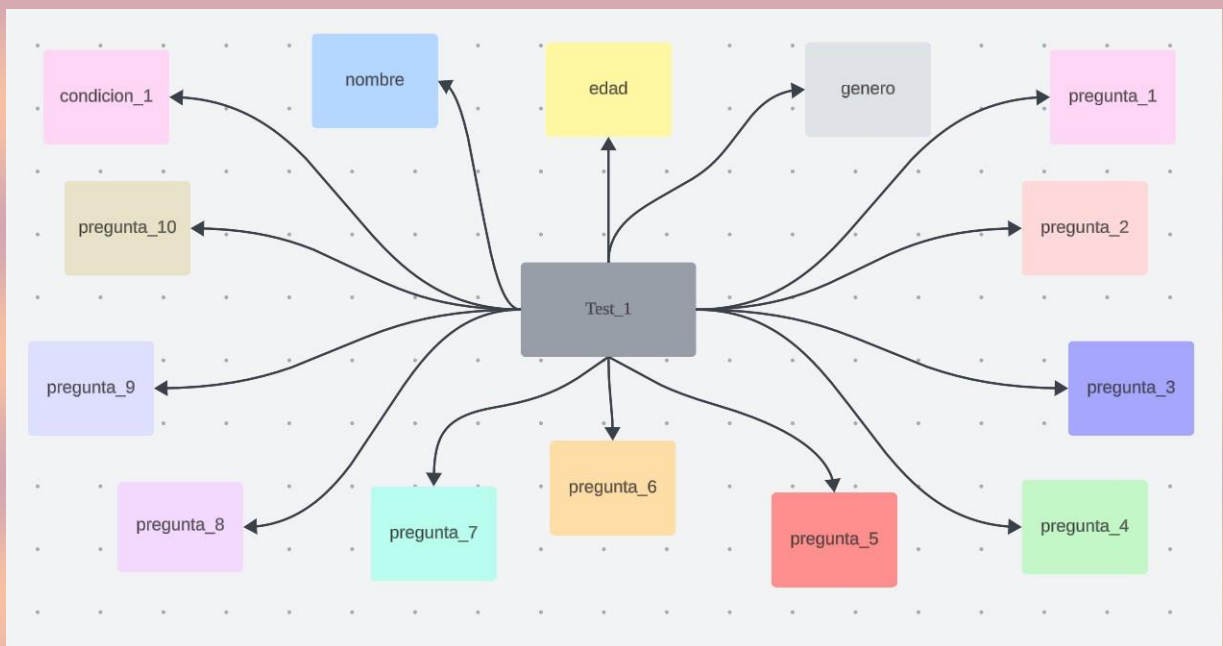 condicion_1
nombre
edad
genero
pregunta_1
pregunta_10
pregunta_2
Test_1
pregunta_9
pregunta_3
pregunta_8
pregunta_7
pregunta_6
pregunta_5
pregunta_4